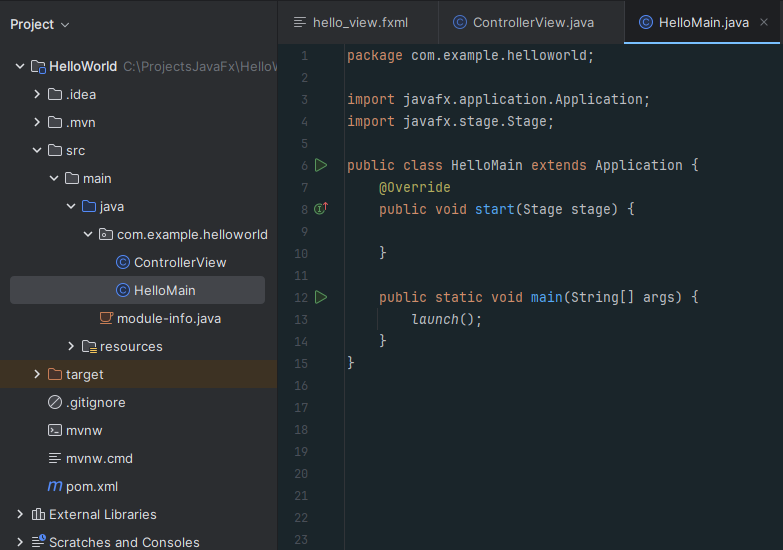 Project
HelloWorld C:\ProjectsJavaFx\HelloW
.idea
.mvn
src
main
java
com.example.helloworld
ControllerView
HelloMain
module-info.java
resources
target
.gitignore
mvnw
mvnw.cmd
pom.xml
External Libraries
Scratches and Consoles
hello_view.fxml ControllerView.java HelloMain.java
1 package com.example.helloworld;
2
3 import javafx.application.Application;
4 import javafx.stage.Stage;
5
6 public class HelloMain extends Application {
7 @Override
8 public void start(Stage stage) {
9
10 }
11
12 public static void main(String[] args) {
13 launch();
14 }
15 }
16
17
18
19
20
21
22
23